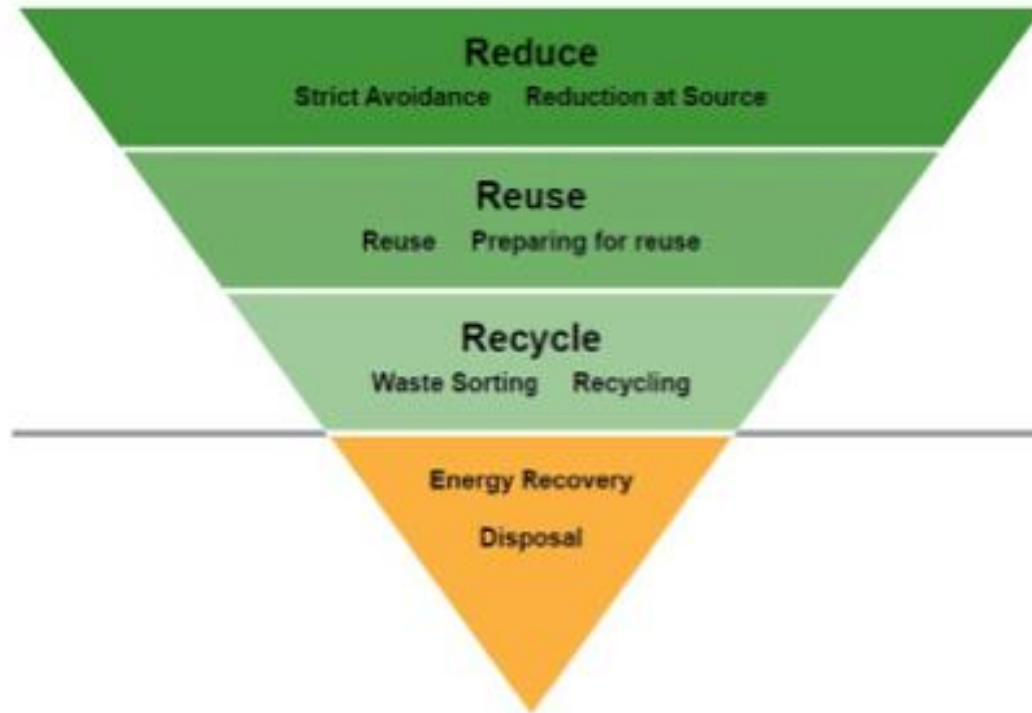 Reduce
Strict Avoidance Reduction at Source
Reuse
Reuse Preparing for reuse
Recycle
Waste Sorting Recycling
Energy Recovery
Disposal